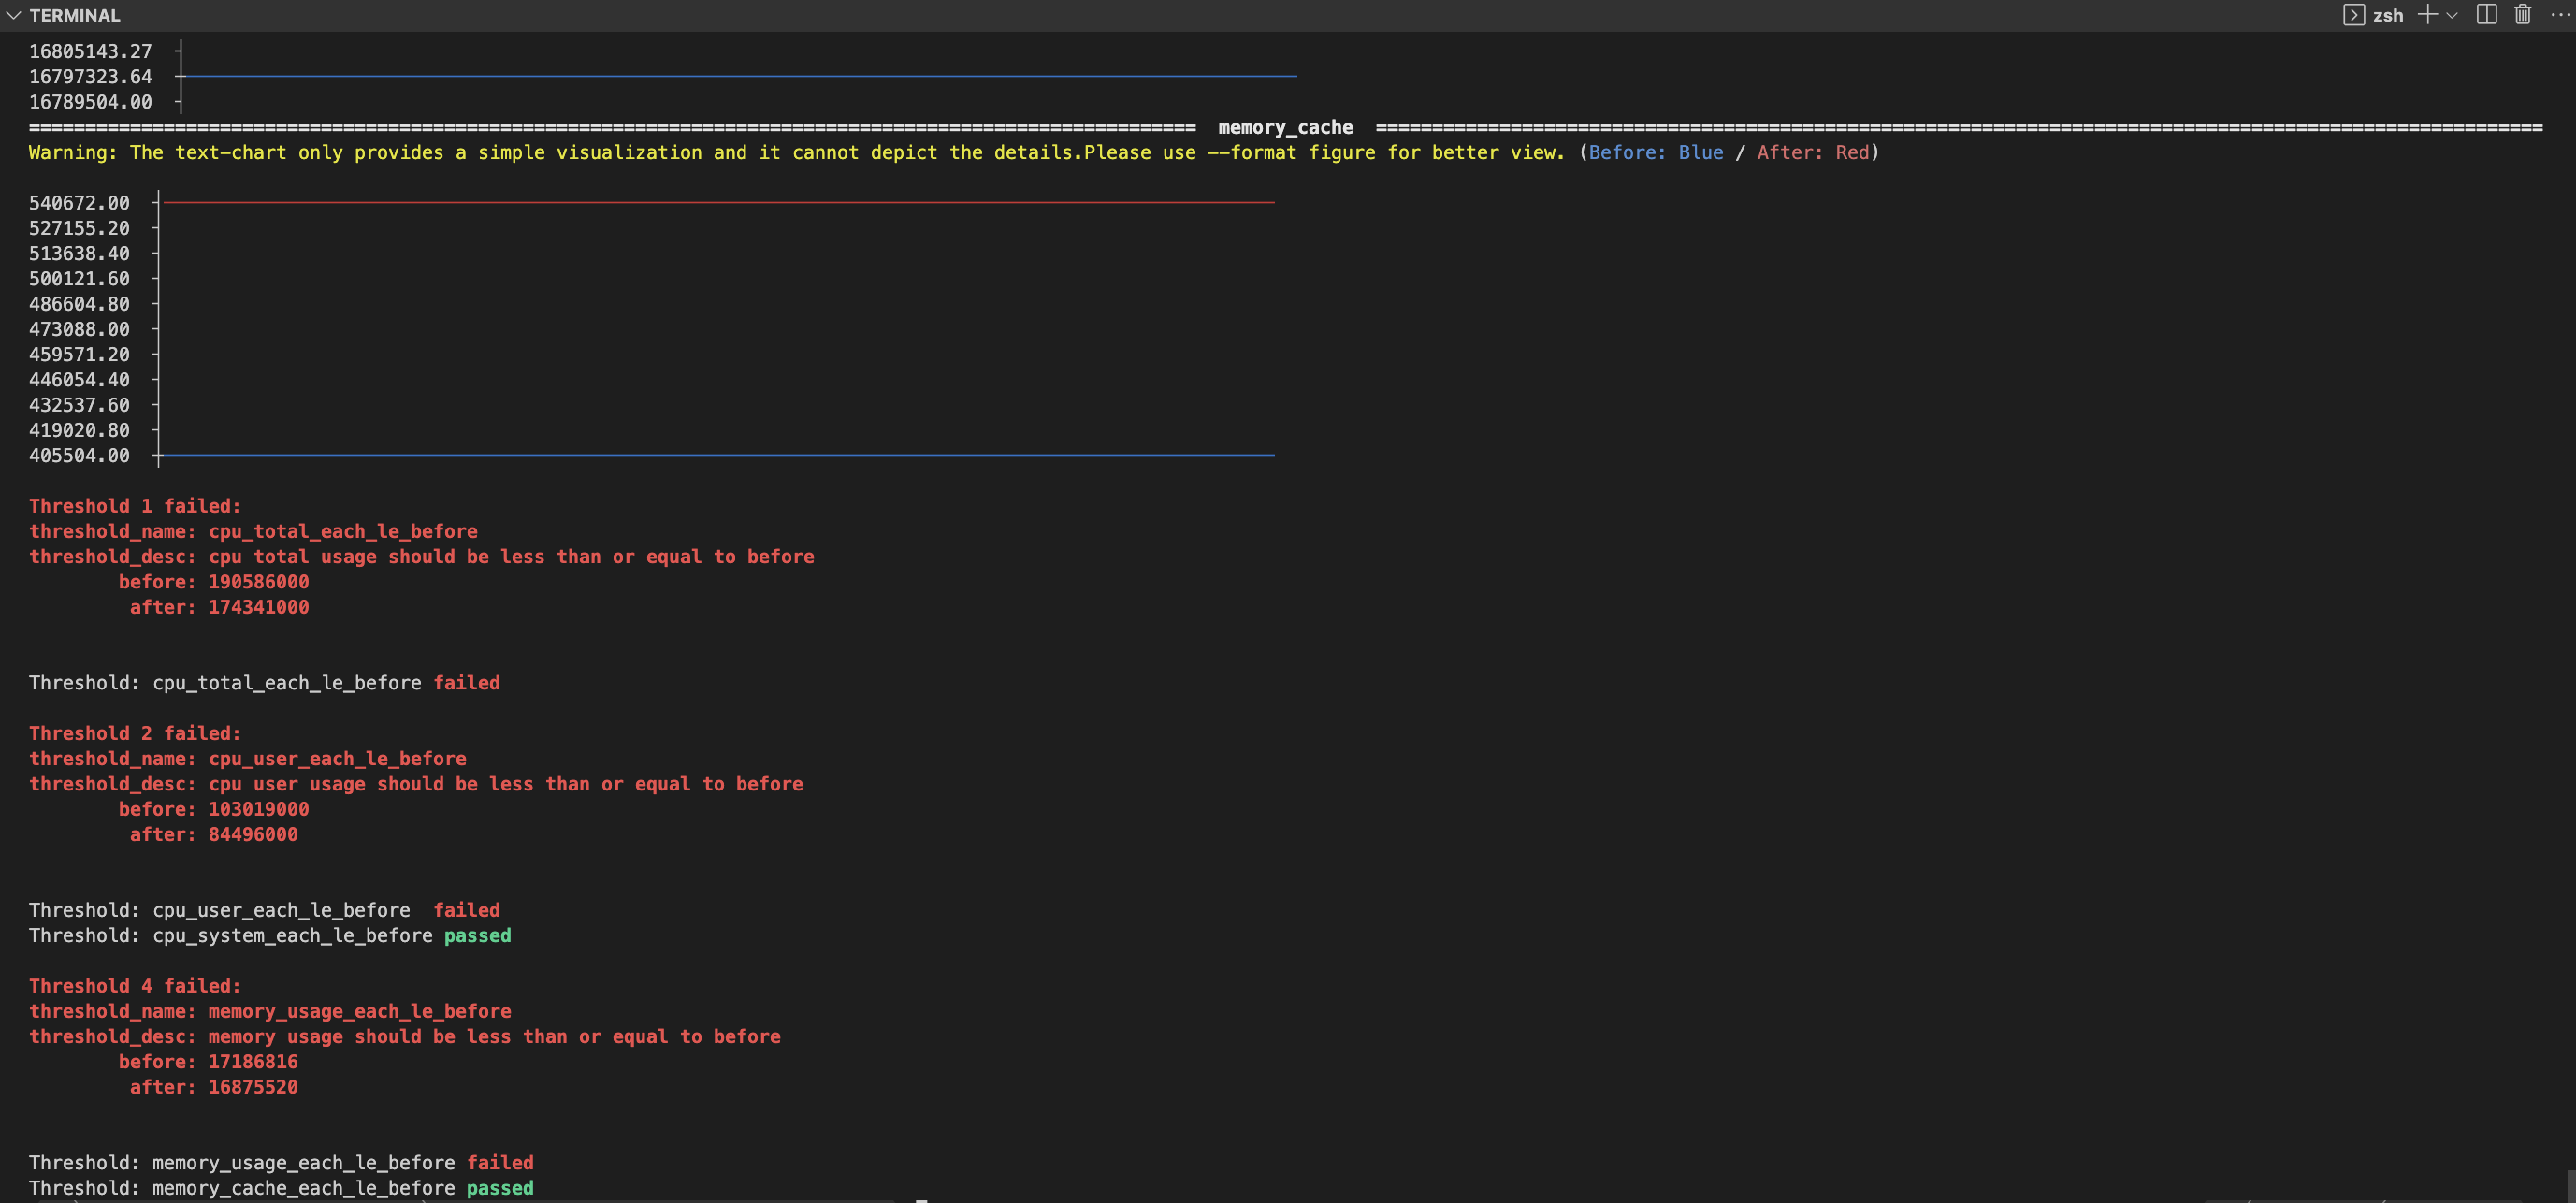 TERMINAL
zsh
16805143.27
16797323.64
16789504.00
======================================================================================================== memory_cache ========================================================================================================
Warning: The text-chart only provides a simple visualization and it cannot depict the details.Please use --format figure for better view. (Before: Blue / After: Red)
540672.00
527155.20
513638.40
500121.60
486604.80
473088.00
459571.20
446054.40
432537.60
419020.80
405504.00
Threshold 1 failed:
threshold_name: cpu_total_each_le_before
threshold_desc: cpu total usage should be less than or equal to before
before: 190586000
after: 174341000
Threshold: cpu_total_each_le_before failed
Threshold 2 failed:
threshold_name: cpu_user_each_le_before
threshold_desc: cpu user usage should be less than or equal to before
before: 103019000
after: 84496000
Threshold: cpu_user_each_le_before failed
Threshold: cpu_system_each_le_before passed
Threshold 4 failed:
threshold_name: memory_usage_each_le_before
threshold_desc: memory usage should be less than or equal to before
before: 17186816
after: 16875520
Threshold: memory_usage_each_le_before failed
Threshold: memory_cache_each_le_before passed